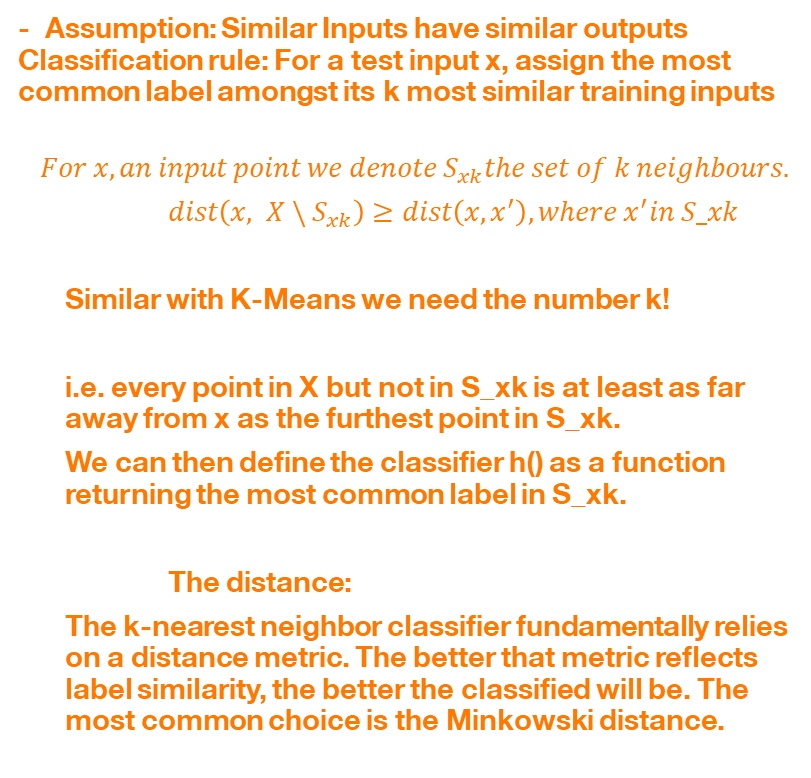 - Assumption: Similar Inputs have similar outputs
Classification rule: For a test input x, assign the most
common label amongst its k most similar training inputs
For x, an input point we denote S_{xk} the set of k neighbours.
dist(x, X \ S_{xk}) ≥ dist(x, x'), where x' in S_xk
Similar with K-Means we need the number k!
i.e. every point in X but not in S_xk is at least as far
away from x as the furthest point in S_xk.
We can then define the classifier h() as a function
returning the most common label in S_xk.
The distance:
The k-nearest neighbor classifier fundamentally relies
on a distance metric. The better that metric reflects
label similarity, the better the classified will be. The
most common choice is the Minkowski distance.